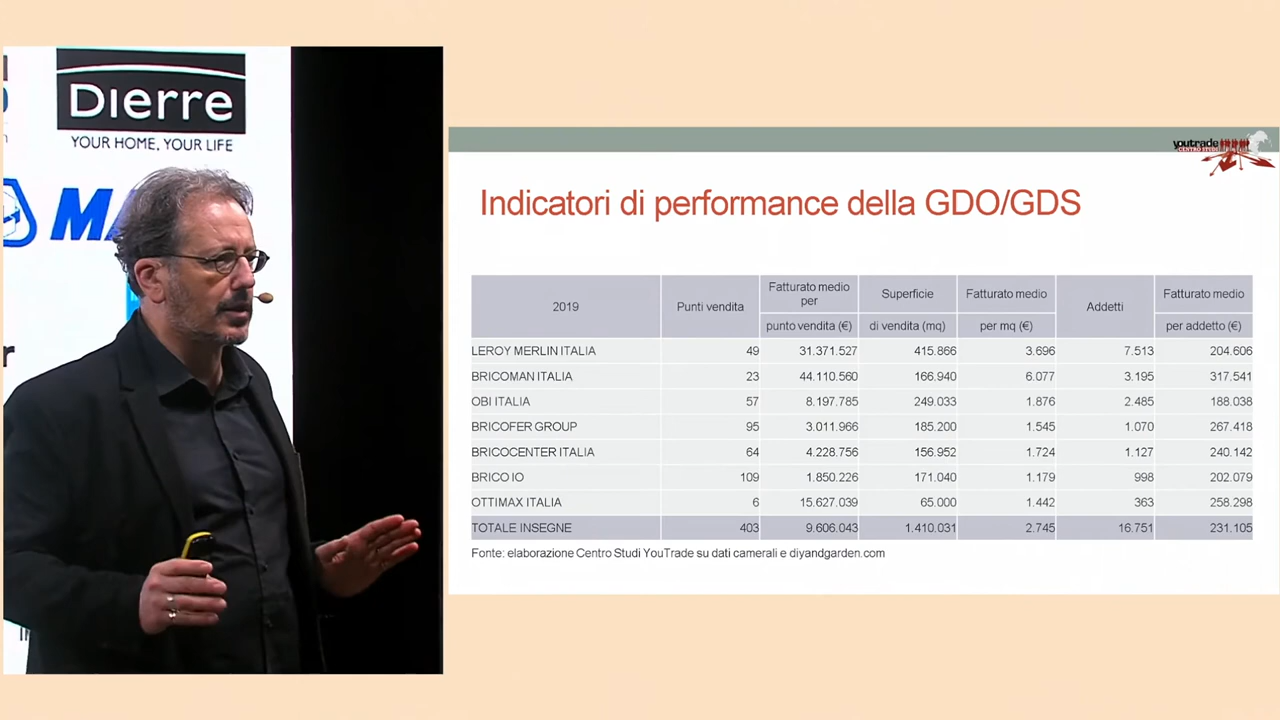 Dierre
YOUR HOME, YOUR LIFE
MA
youtrade
CENTRO STUDI
Indicatori di performance della GDO/GDS
2019 Punti vendita Fatturato medio per punto vendita (€) Superficie di vendita (mq) Fatturato medio per mq (€) Addetti Fatturato medio per addetto (€)
LEROY MERLIN ITALIA 49 31.371.527 415.866 3.696 7.513 204.606
BRICOMAN ITALIA 23 44.110.560 166.940 6.077 3.195 317.541
OBI ITALIA 57 8.197.785 249.033 1.876 2.485 188.038
BRICOFER GROUP 95 3.011.966 185.200 1.545 1.070 267.418
BRICOCENTER ITALIA 64 4.228.756 156.952 1.724 1.127 240.142
BRICO IO 109 1.850.226 171.040 1.179 998 202.079
OTTIMAX ITALIA 6 15.627.039 65.000 1.442 363 258.298
TOTALE INSEGNE 403 9.606.043 1.410.031 2.745 16.751 231.105
Fonte: elaborazione Centro Studi YouTrade su dati camerali e diyandgarden.com